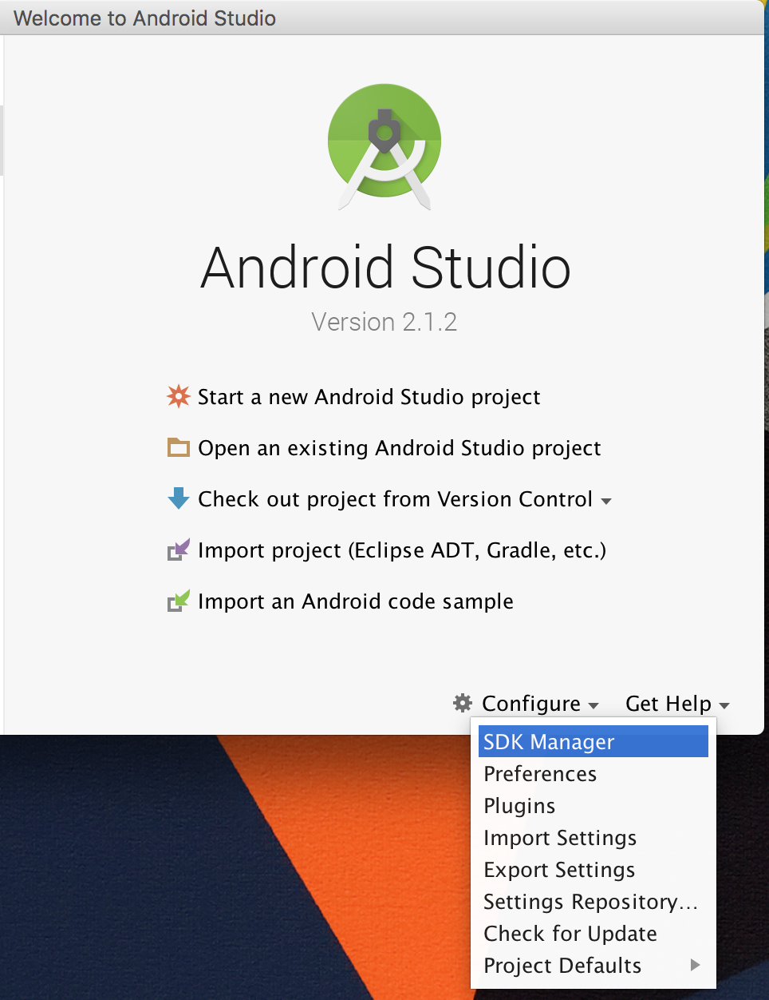 Welcome to Android Studio
Android Studio
Version 2.1.2
Start a new Android Studio project
Open an existing Android Studio project
Check out project from Version Control
Import project (Eclipse ADT, Gradle, etc.)
Import an Android code sample
Configure
Get Help
SDK Manager
Preferences
Plugins
Import Settings
Export Settings
Settings Repository...
Check for Update
Project Defaults